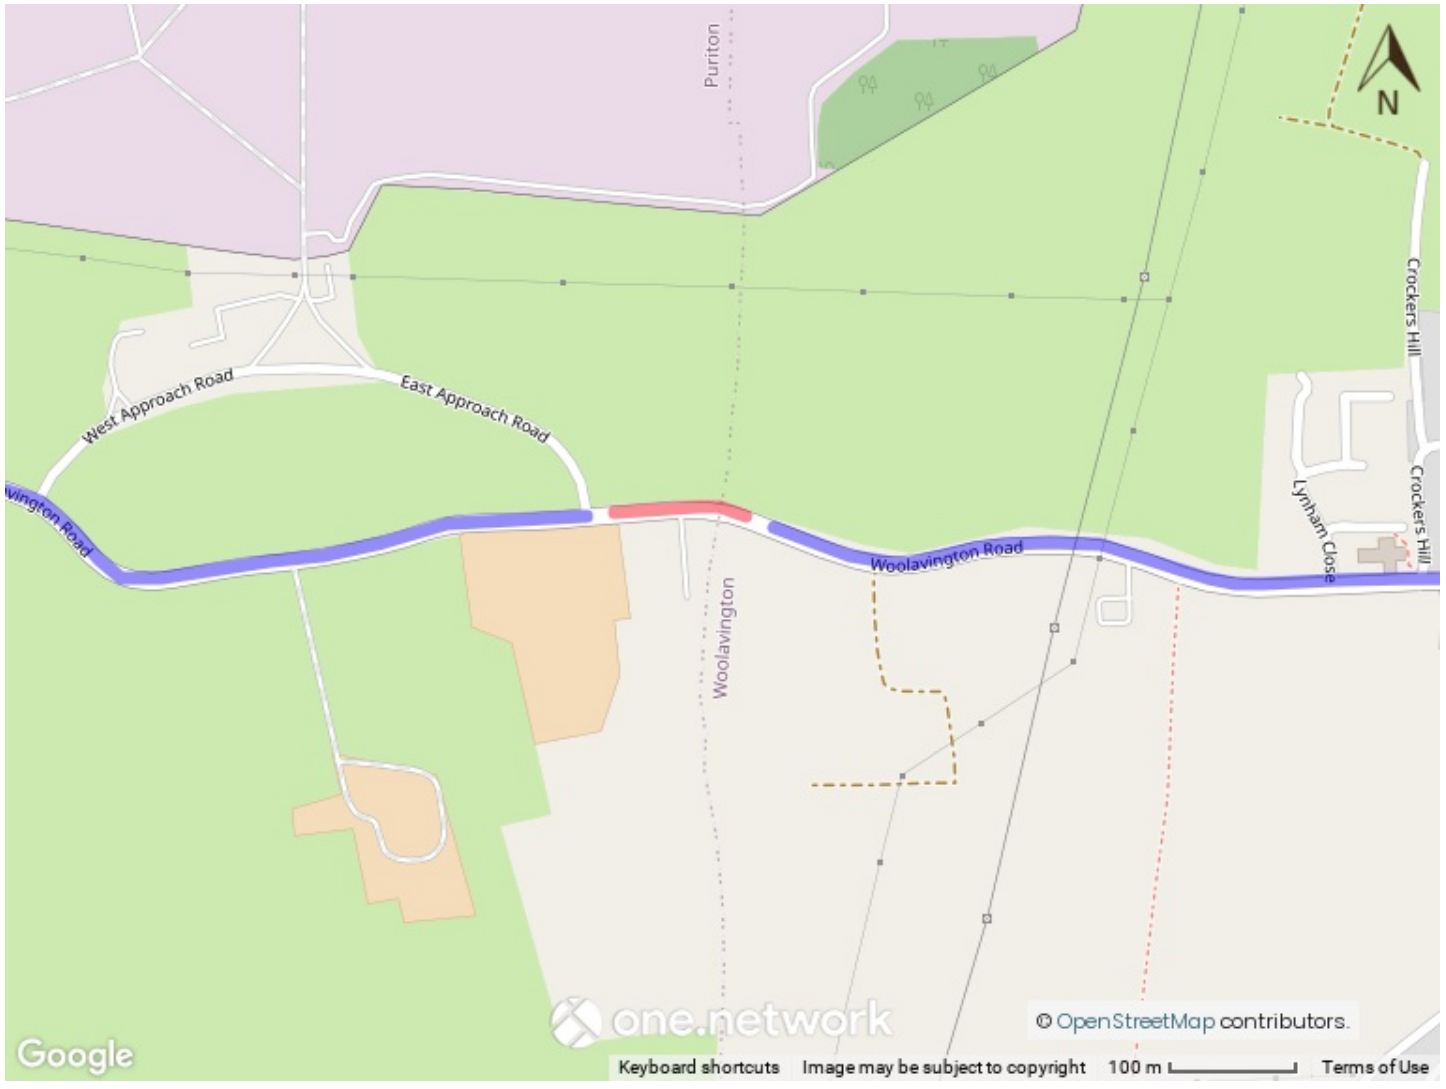 Puriton
N
Crockers Hill
West Approach Road
East Approach Road
avington Road
Lynham Close
Crockers Hill
Woolavington Road
Woolavington
one.network
© OpenStreetMap contributors.
Google
Keyboard shortcuts
Image may be subject to copyright
100 m
Terms of Use